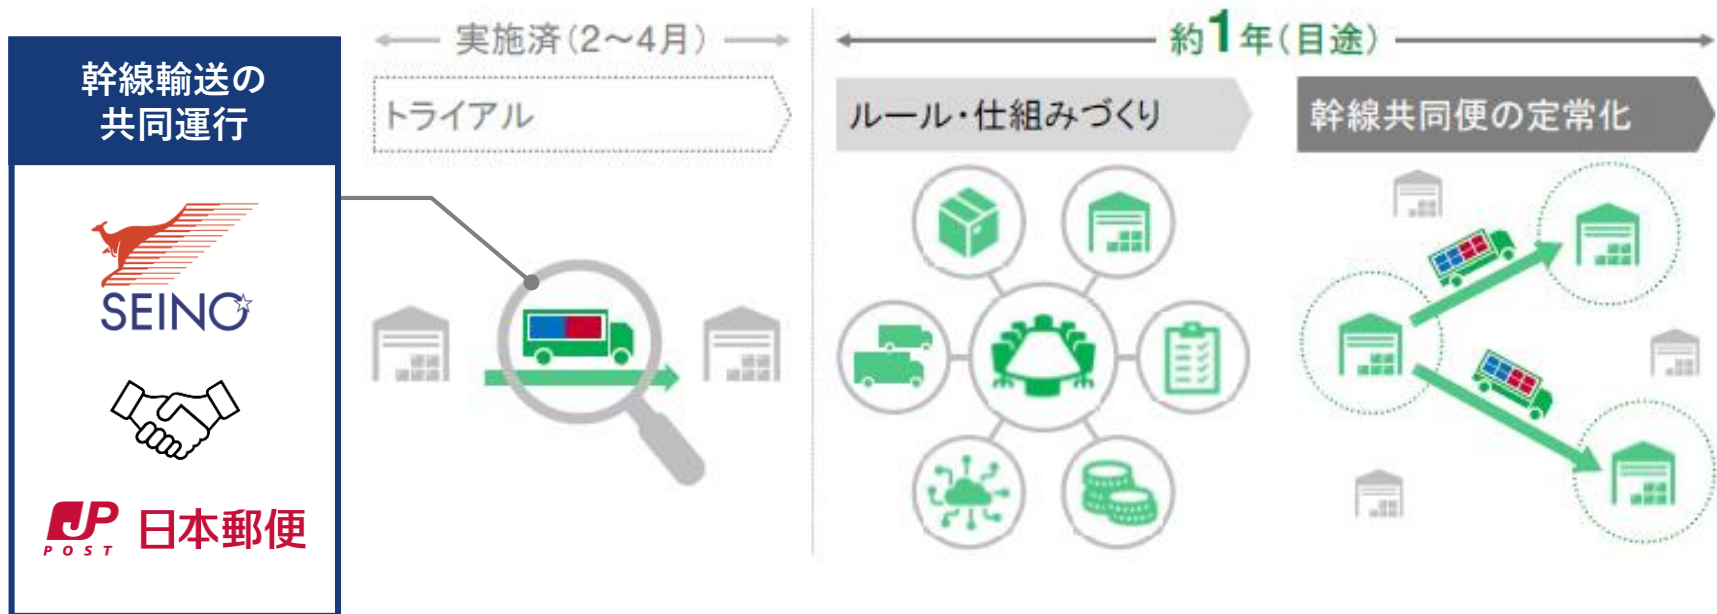 幹線輸送の
共同運行
SEINO
JP
POST
日本郵便
実施済(2〜4月)
トライアル
約1年(目途)
ルール・仕組みづくり
幹線共同便の定常化